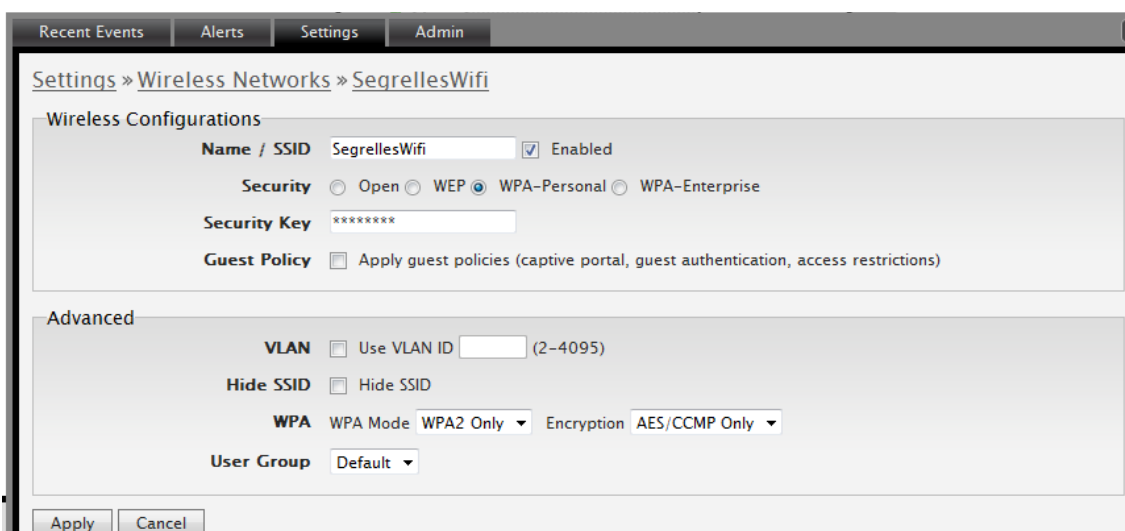 Recent Events Alerts Settings Admin
Settings » Wireless Networks » SegrellesWifi
Wireless Configurations
Name / SSID SegrellesWifi Enabled
Security Open WEP WPA-Personal WPA-Enterprise
Security Key ********
Guest Policy Apply guest policies (captive portal, guest authentication, access restrictions)
Advanced
VLAN Use VLAN ID (2-4095)
Hide SSID Hide SSID
WPA WPA Mode WPA2 Only Encryption AES/CCMP Only
User Group Default
Apply Cancel